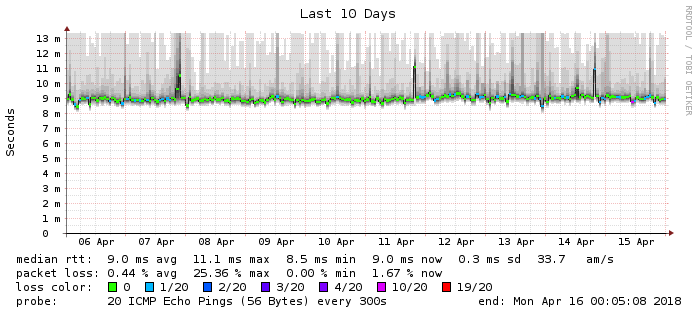 Last 10 Days
RRDTOOL / TOBI OETIKER
Seconds
13 m
12 m
11 m
10 m
9 m
8 m
7 m
6 m
5 m
4 m
3 m
2 m
1 m
0
06 Apr 07 Apr 08 Apr 09 Apr 10 Apr 11 Apr 12 Apr 13 Apr 14 Apr 15 Apr
median rtt: 9.0 ms avg 11.1 ms max 8.5 ms min 9.0 ms now 0.3 ms sd 33.7 am/s
packet loss: 0.44 % avg 25.36 % max 0.00 % min 1.67 % now
loss color: 0 1/20 2/20 3/20 4/20 10/20 19/20
probe: 20 ICMP Echo Pings (56 Bytes) every 300s end: Mon Apr 16 00:05:08 2018